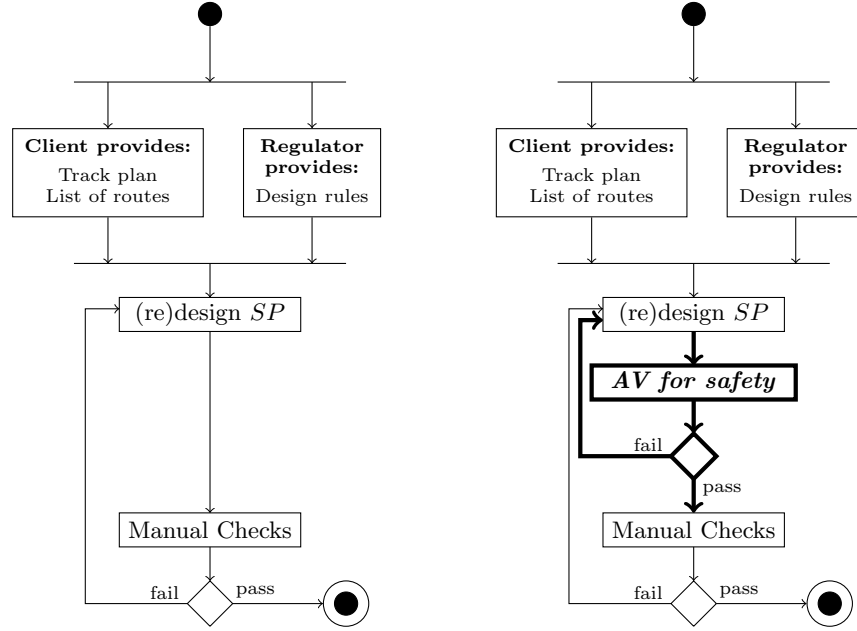 Client provides:
Track plan
List of routes
Regulator
provides:
Design rules
(re)design SP
Manual Checks
fail
pass
Client provides:
Track plan
List of routes
Regulator
provides:
Design rules
(re)design SP
AV for safety
fail
pass
Manual Checks
fail
pass